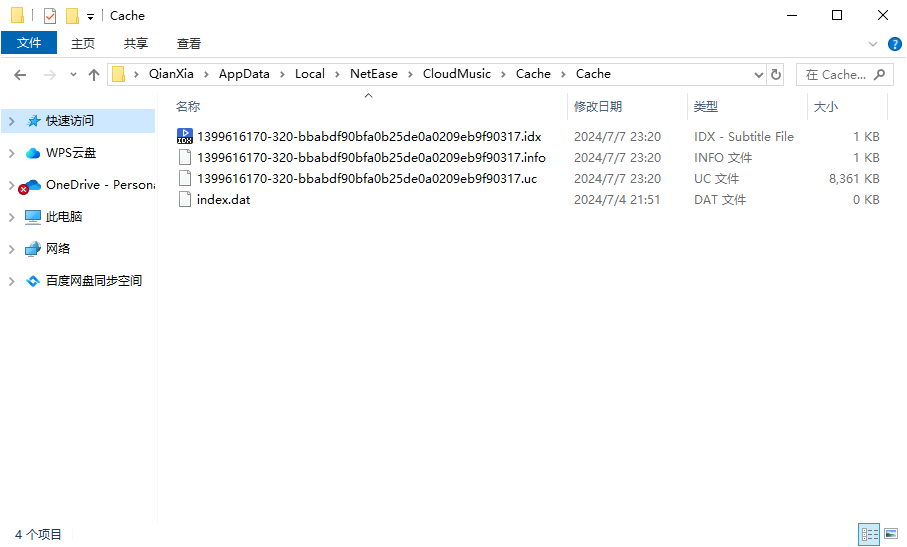 Cache
文件 主页 共享 查看
QianXia AppData Local NetEase CloudMusic Cache Cache 在 Cache...
名称 修改日期 类型 大小
快速访问
WPS云盘
OneDrive - Persona
此电脑
网络
百度网盘同步空间
1399616170-320-bbabdf90bfa0b25de0a0209eb9f90317.idx 2024/7/7 23:20 IDX - Subtitle File 1 KB
1399616170-320-bbabdf90bfa0b25de0a0209eb9f90317.info 2024/7/7 23:20 INFO 文件 1 KB
1399616170-320-bbabdf90bfa0b25de0a0209eb9f90317.uc 2024/7/7 23:20 UC 文件 8,361 KB
index.dat 2024/7/4 21:51 DAT 文件 0 KB
4 个项目